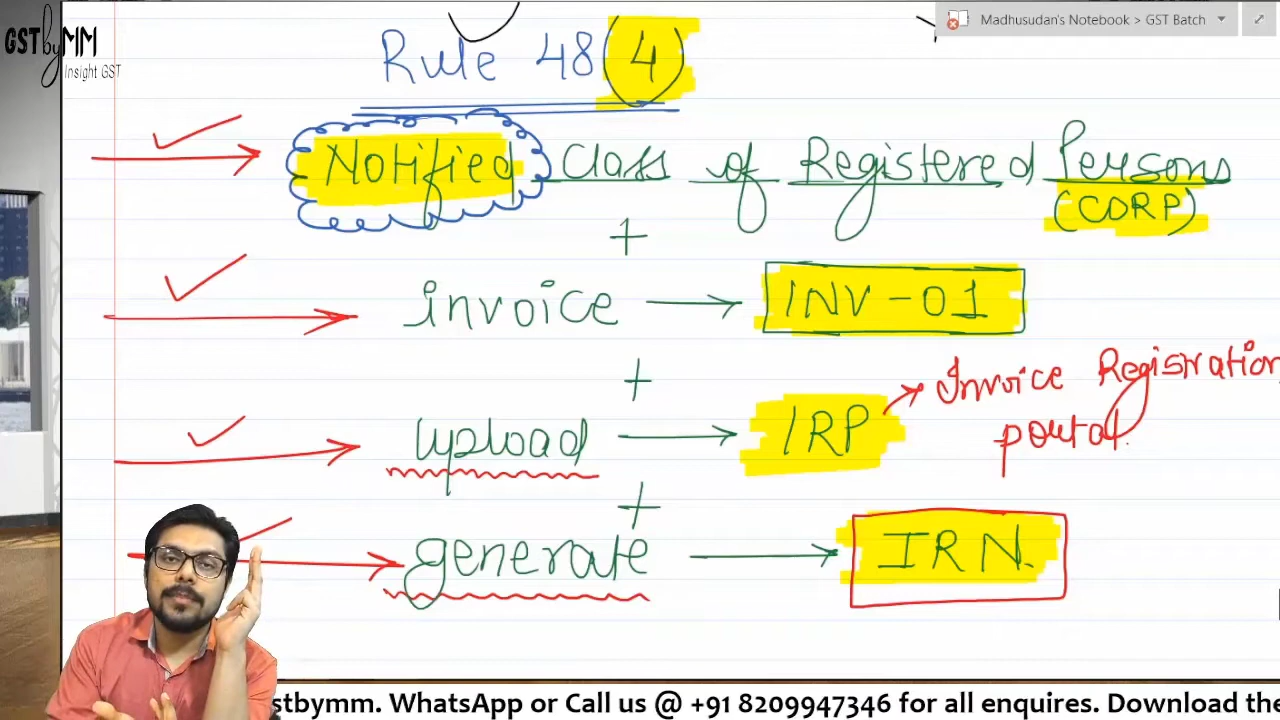 GSTbyMM
Insight GST
Madhusudan's Notebook > GST Batch
Rule 48(4)
Notified Class of Registered Persons
(CORP)
+
invoice → INV-01
+
upload → IRP → Invoice Registration
portal.
+
generate → IRN.
stbymm. WhatsApp or Call us @ +91 8209947346 for all enquires. Download the